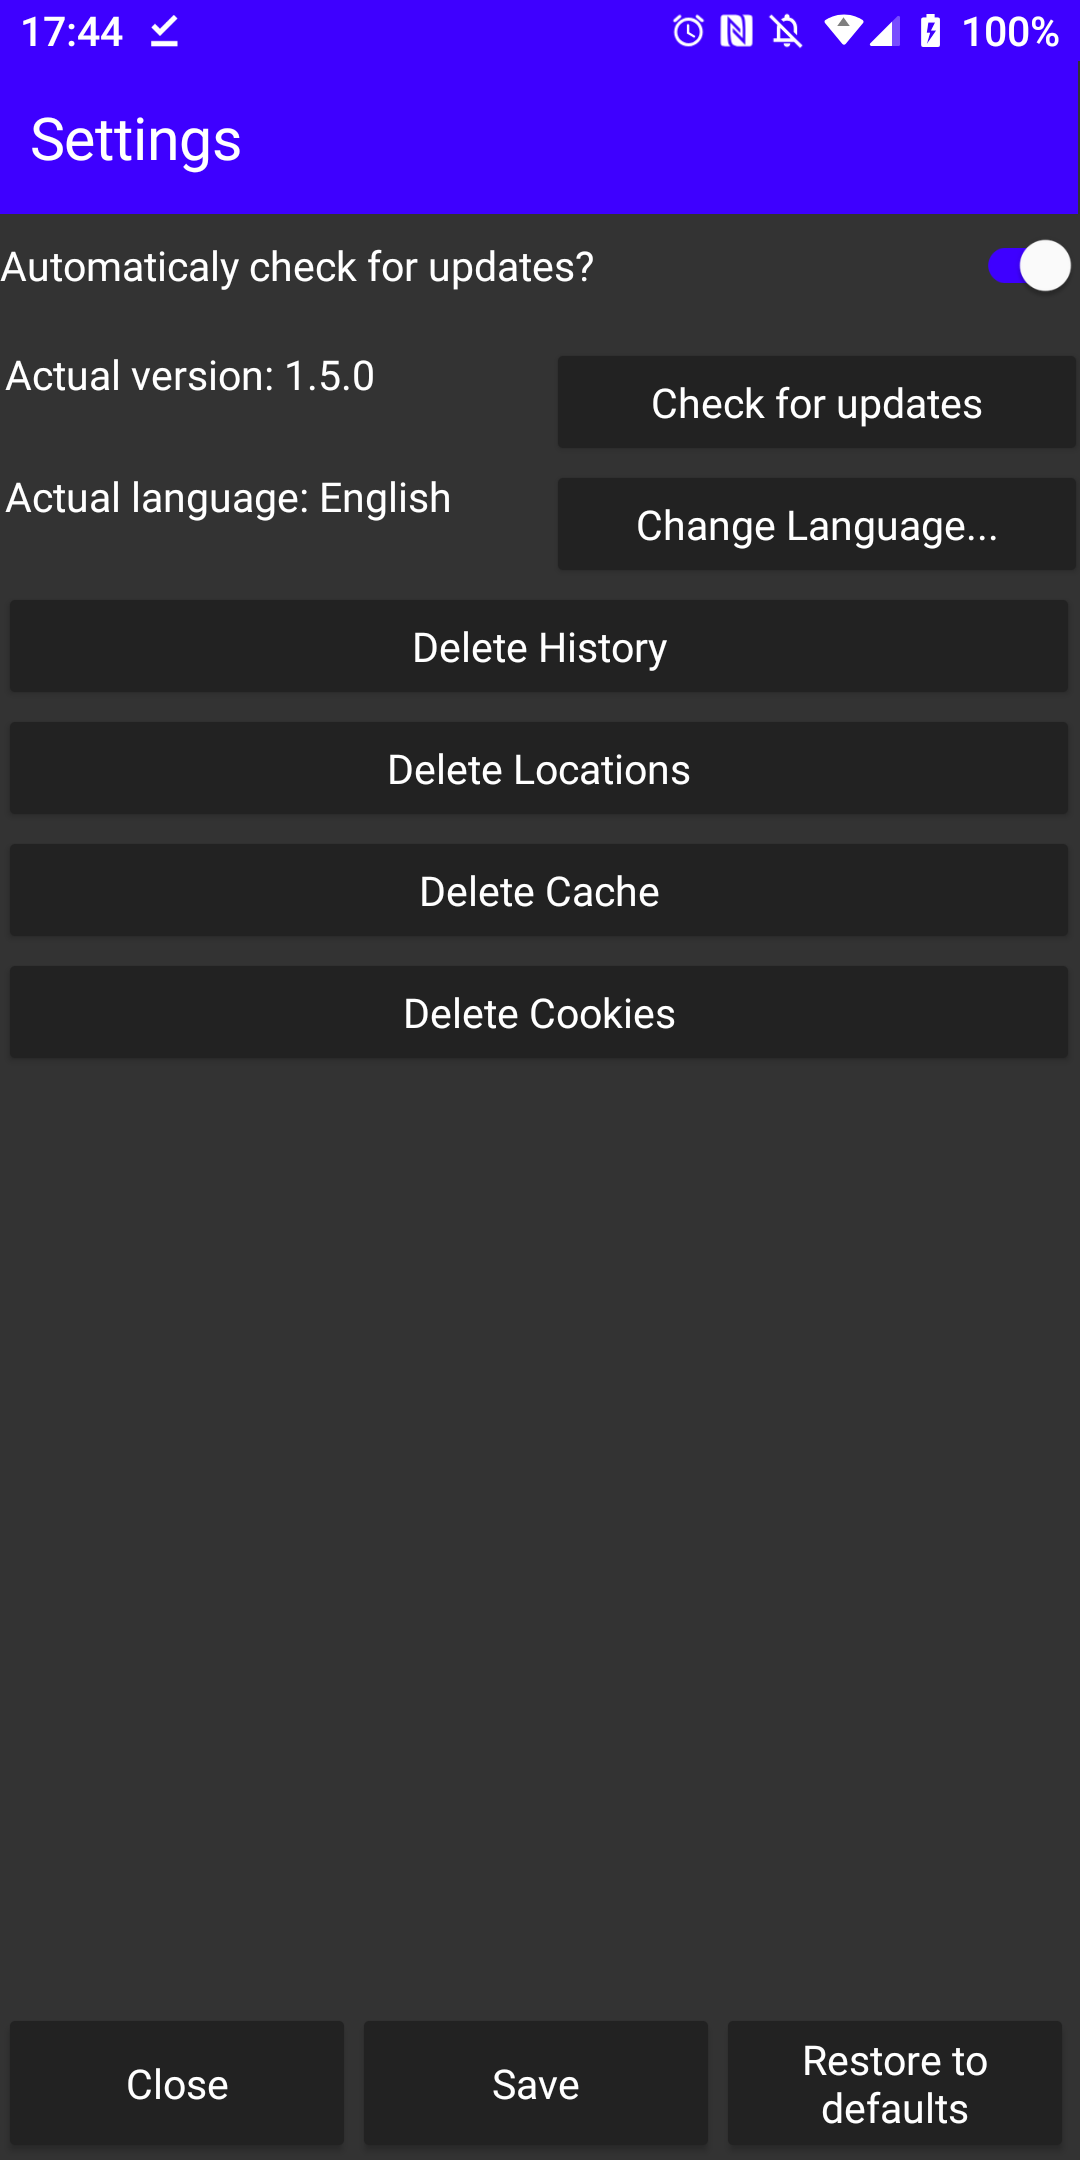 17:44 100%
Settings
Automaticaly check for updates?
Actual version: 1.5.0
Check for updates
Actual language: English
Change Language...
Delete History
Delete Locations
Delete Cache
Delete Cookies
Close
Save
Restore to
defaults